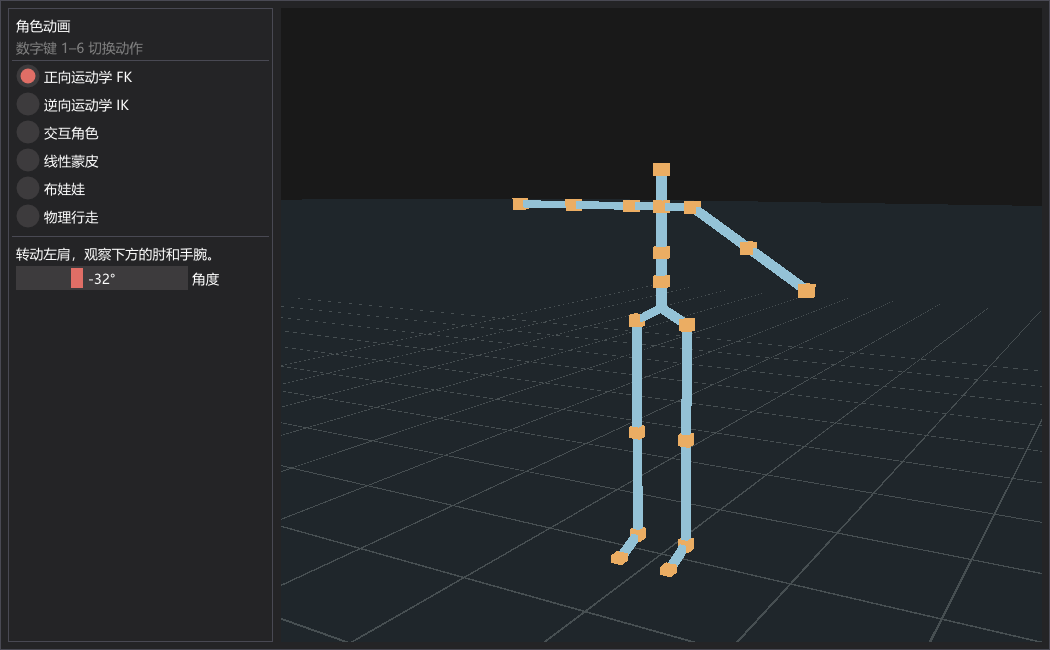 角色动画
数字键 1–6 切换动作
正向运动学 FK
逆向运动学 IK
交互角色
线性蒙皮
布娃娃
物理行走
转动左肩，观察下方的肘和手腕。
-32° 角度